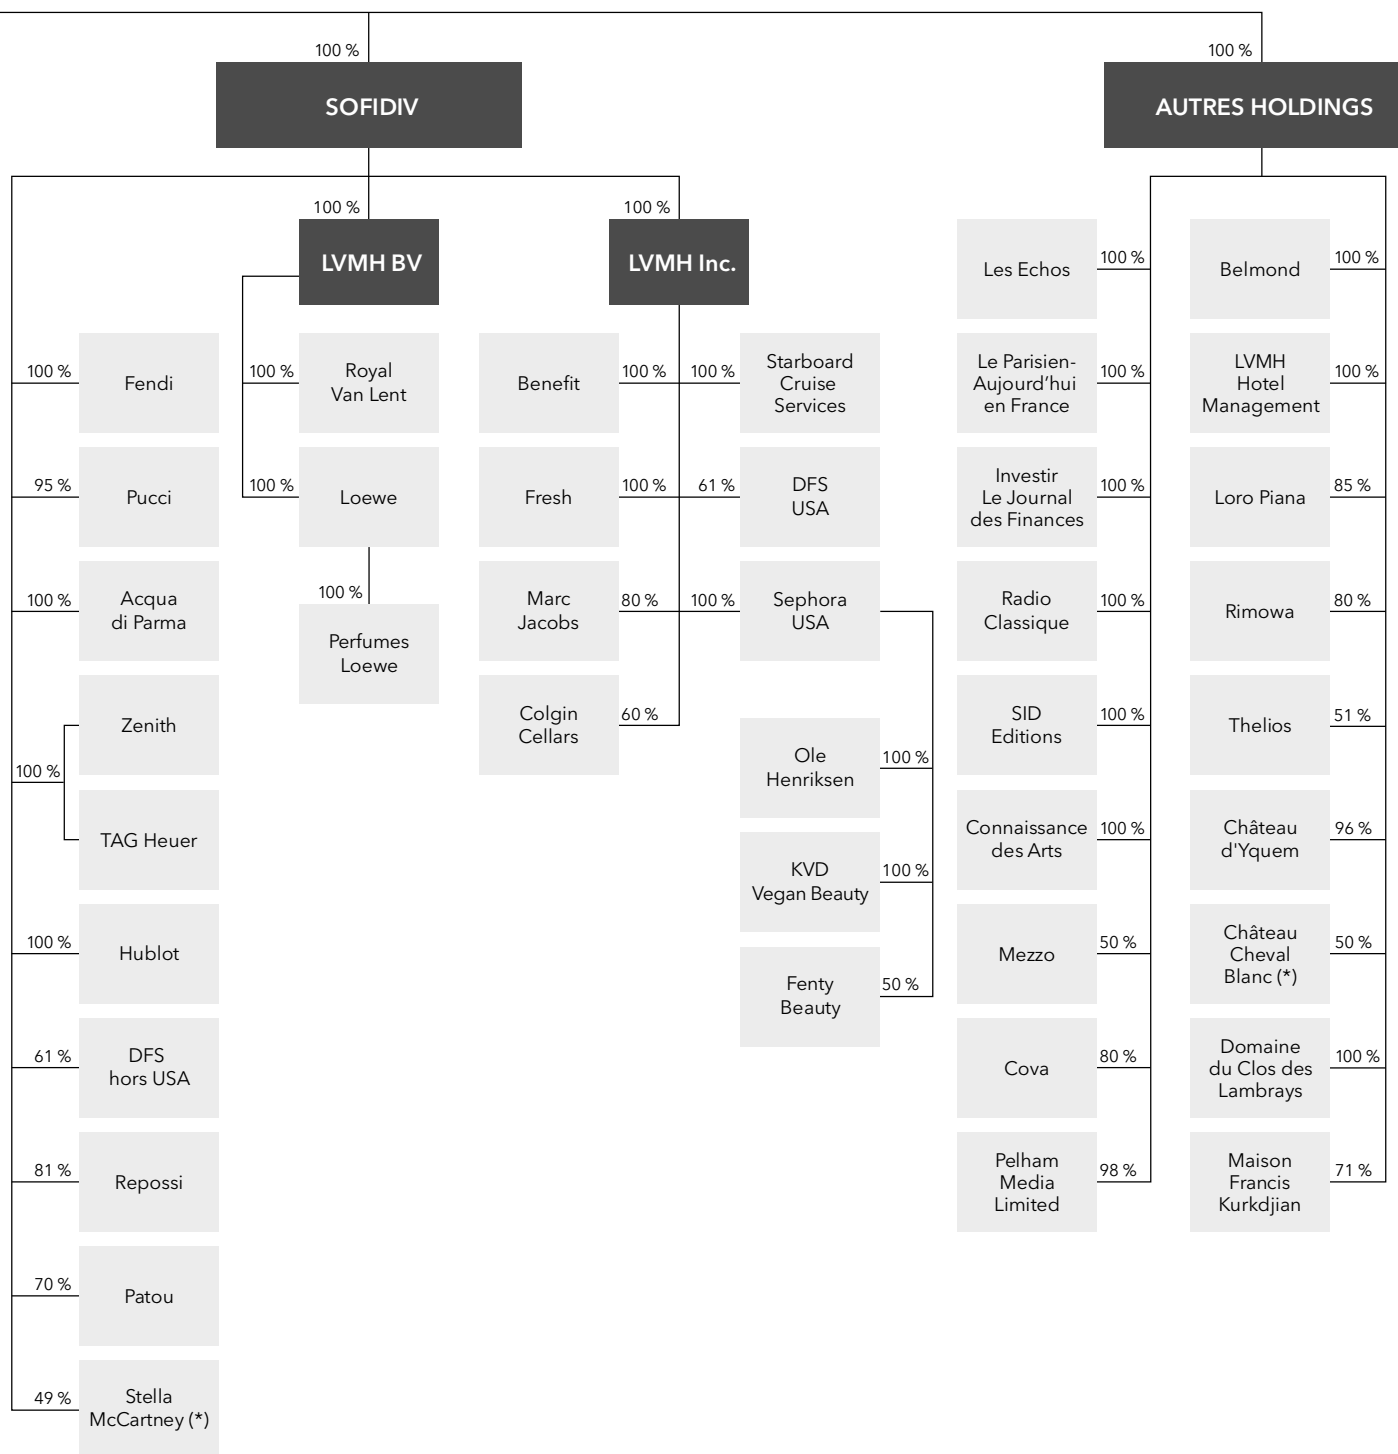 100 %
100 %
SOFIDIV
AUTRES HOLDINGS
100 %
100 %
LVMH BV
LVMH Inc.
100 %
Fendi
95 %
Pucci
100 %
Acqua
di Parma
100 %
Zenith
TAG Heuer
100 %
Hublot
61 %
DFS
hors USA
81 %
Repossi
70 %
Patou
49 %
Stella
McCartney (*)
100 %
Royal
Van Lent
100 %
Loewe
100 %
Perfumes
Loewe
Benefit
100 %
Fresh
100 %
Marc
Jacobs
80 %
Colgin
Cellars
60 %
100 %
Starboard
Cruise
Services
61 %
DFS
USA
100 %
Sephora
USA
Ole
Henriksen
100 %
KVD
Vegan Beauty
100 %
Fenty
Beauty
50 %
Les Echos
100 %
Le Parisien-
Aujourd'hui
en France
100 %
Investir
Le Journal
des Finances
100 %
Radio
Classique
100 %
SID
Editions
100 %
Connaissance
des Arts
100 %
Mezzo
50 %
Cova
80 %
Pelham
Media
Limited
98 %
Belmond
100 %
LVMH
Hotel
Management
100 %
Loro Piana
85 %
Rimowa
80 %
Thelios
51 %
Château
d'Yquem
96 %
Château
Cheval
Blanc (*)
50 %
Domaine
du Clos des
Lambrays
100 %
Maison
Francis
Kurkdjian
71 %